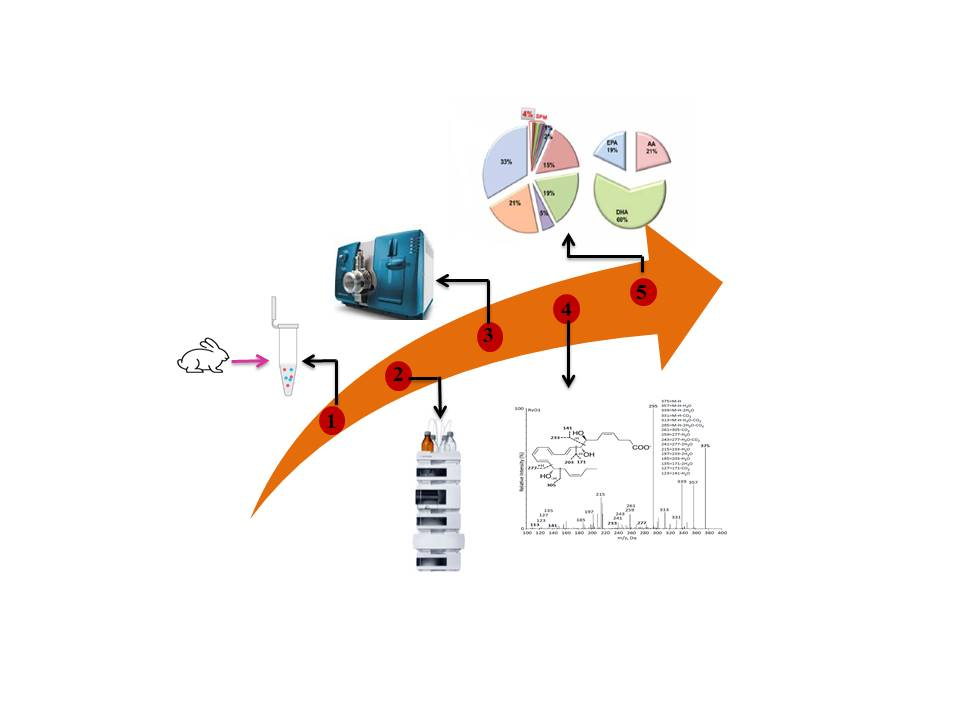 4% SPM
2%
33%
15%
19%
21%
5%
EPA
19%
AA
21%
DHA
60%
5
4
3
2
1
100
RvD1
Relative Intensity (%)
141
HO
233
COO-
OH
203 171
277
HO
305
295
375=M-H
357=M-H-H2O
339=M-H-2H2O
331=M-H-CO2
313=M-H-H2O-CO2
295=M-H-2H2O-CO2
261=305-CO2
259=277-H2O
243=277-H2O-CO2
241=277-2H2O
215=233-H2O
197=233-2H2O
185=203-H2O
135=171-2H2O
127=171-CO2
123=141-H2O
375
339
357
215
135
127
123
113
141
185
197
233
241
243
259
261
277
313
331
100 120 140 160 180 200 220 240 260 280 300 320 340 360 380 400
m/z, Da